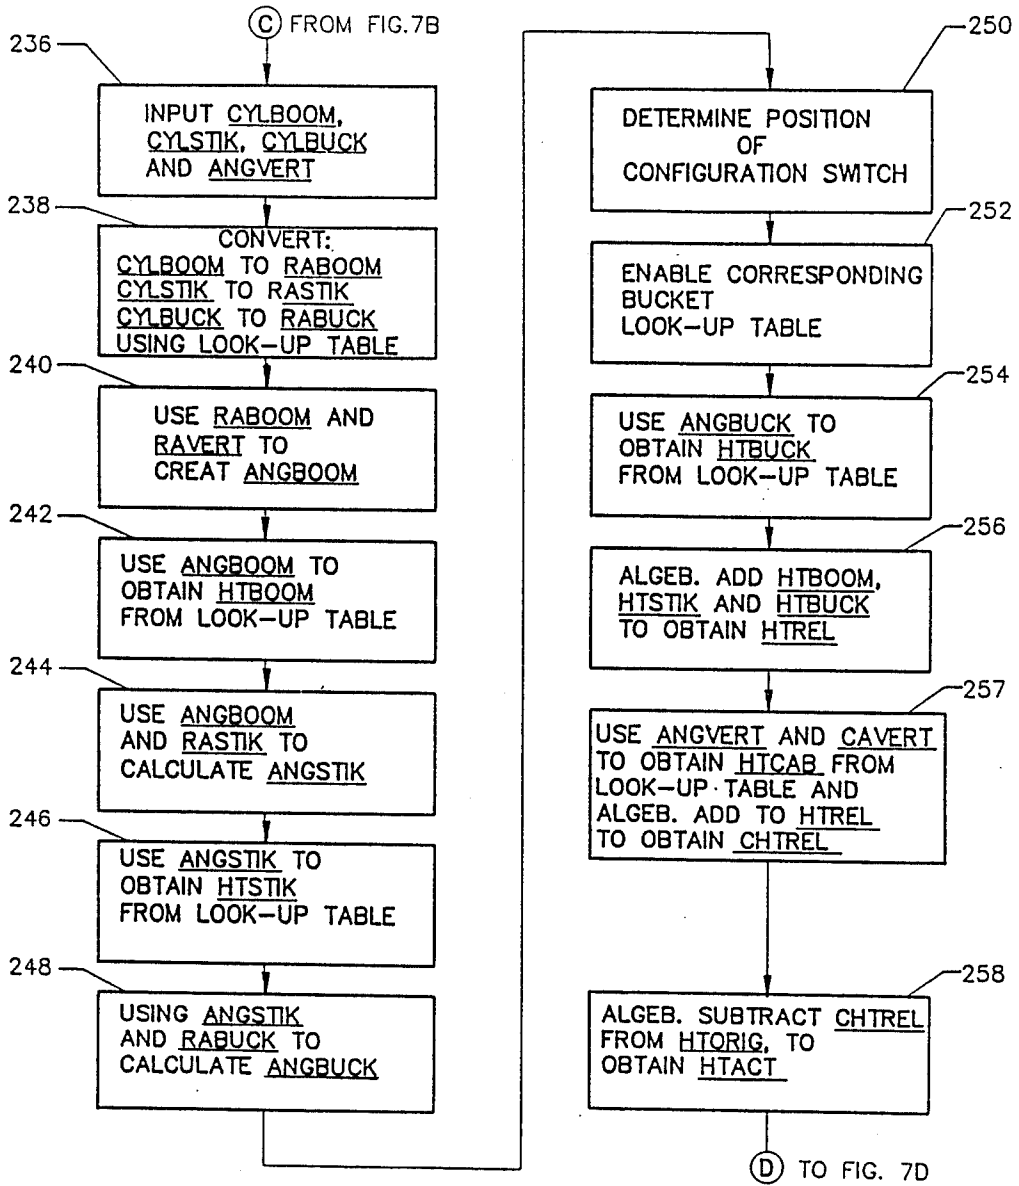 C FROM FIG.7B
236
INPUT CYLBOOM,
CYLSTIK, CYLBUCK
AND ANGVERT
238
CONVERT:
CYLBOOM TO RABOOM
CYLSTIK TO RASTIK
CYLBUCK TO RABUCK
USING LOOK-UP TABLE
240
USE RABOOM AND
RAVERT TO
CREAT ANGBOOM
242
USE ANGBOOM TO
OBTAIN HTBOOM
FROM LOOK-UP TABLE
244
USE ANGBOOM
AND RASTIK TO
CALCULATE ANGSTIK
246
USE ANGSTIK TO
OBTAIN HTSTIK
FROM LOOK-UP TABLE
248
USING ANGSTIK
AND RABUCK TO
CALCULATE ANGBUCK
250
DETERMINE POSITION
OF
CONFIGURATION SWITCH
252
ENABLE CORRESPONDING
BUCKET
LOOK-UP TABLE
254
USE ANGBUCK TO
OBTAIN HTBUCK
FROM LOOK-UP TABLE
256
ALGEB. ADD HTBOOM,
HTSTIK AND HTBUCK
TO OBTAIN HTREL
257
USE ANGVERT AND CAVERT
TO OBTAIN HTCAB FROM
LOOK-UP TABLE AND
ALGEB. ADD TO HTREL
TO OBTAIN CHTREL
258
ALGEB. SUBTRACT CHTREL
FROM HTORIG, TO
OBTAIN HTACT
D TO FIG. 7D